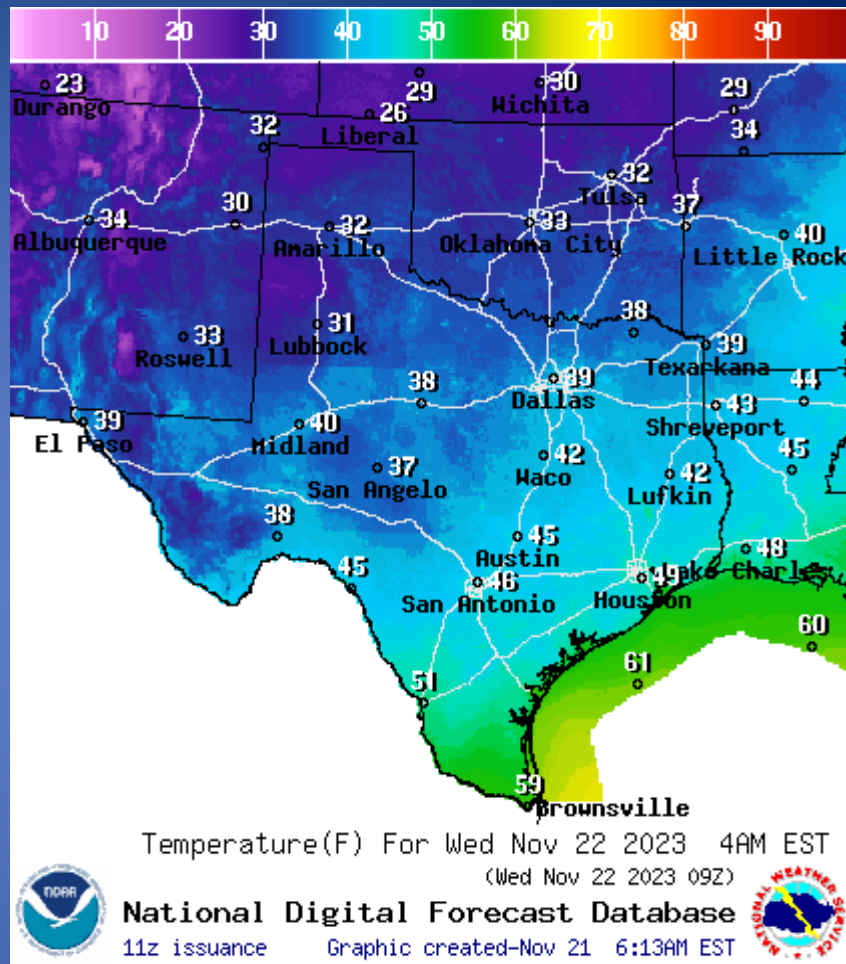 10 20 30 40 50 60 70 80 90
23
Durango
29
30
Wichita
29
26
Liberal
32
34
32
Tulsa
34
Albuquerque
30
32
Amarillo
33
Oklahoma City
37
40
Little Rock
33
Roswell
31
Lubbock
38
39
Texarkana
39
Dallas
38
44
43
Shreveport
39
El Paso
40
Midland
37
San Angelo
42
Waco
42
Lufkin
45
38
45
Austin
48
Lake Charles
45
46
San Antonio
49
Houston
60
61
51
59
Brownsville
Temperature(F) For Wed Nov 22 2023 4AM EST
(Wed Nov 22 2023 09Z)
NOAA
National Digital Forecast Database
NATIONAL WEATHER SERVICE
11z issuance Graphic created-Nov 21 6:13AM EST